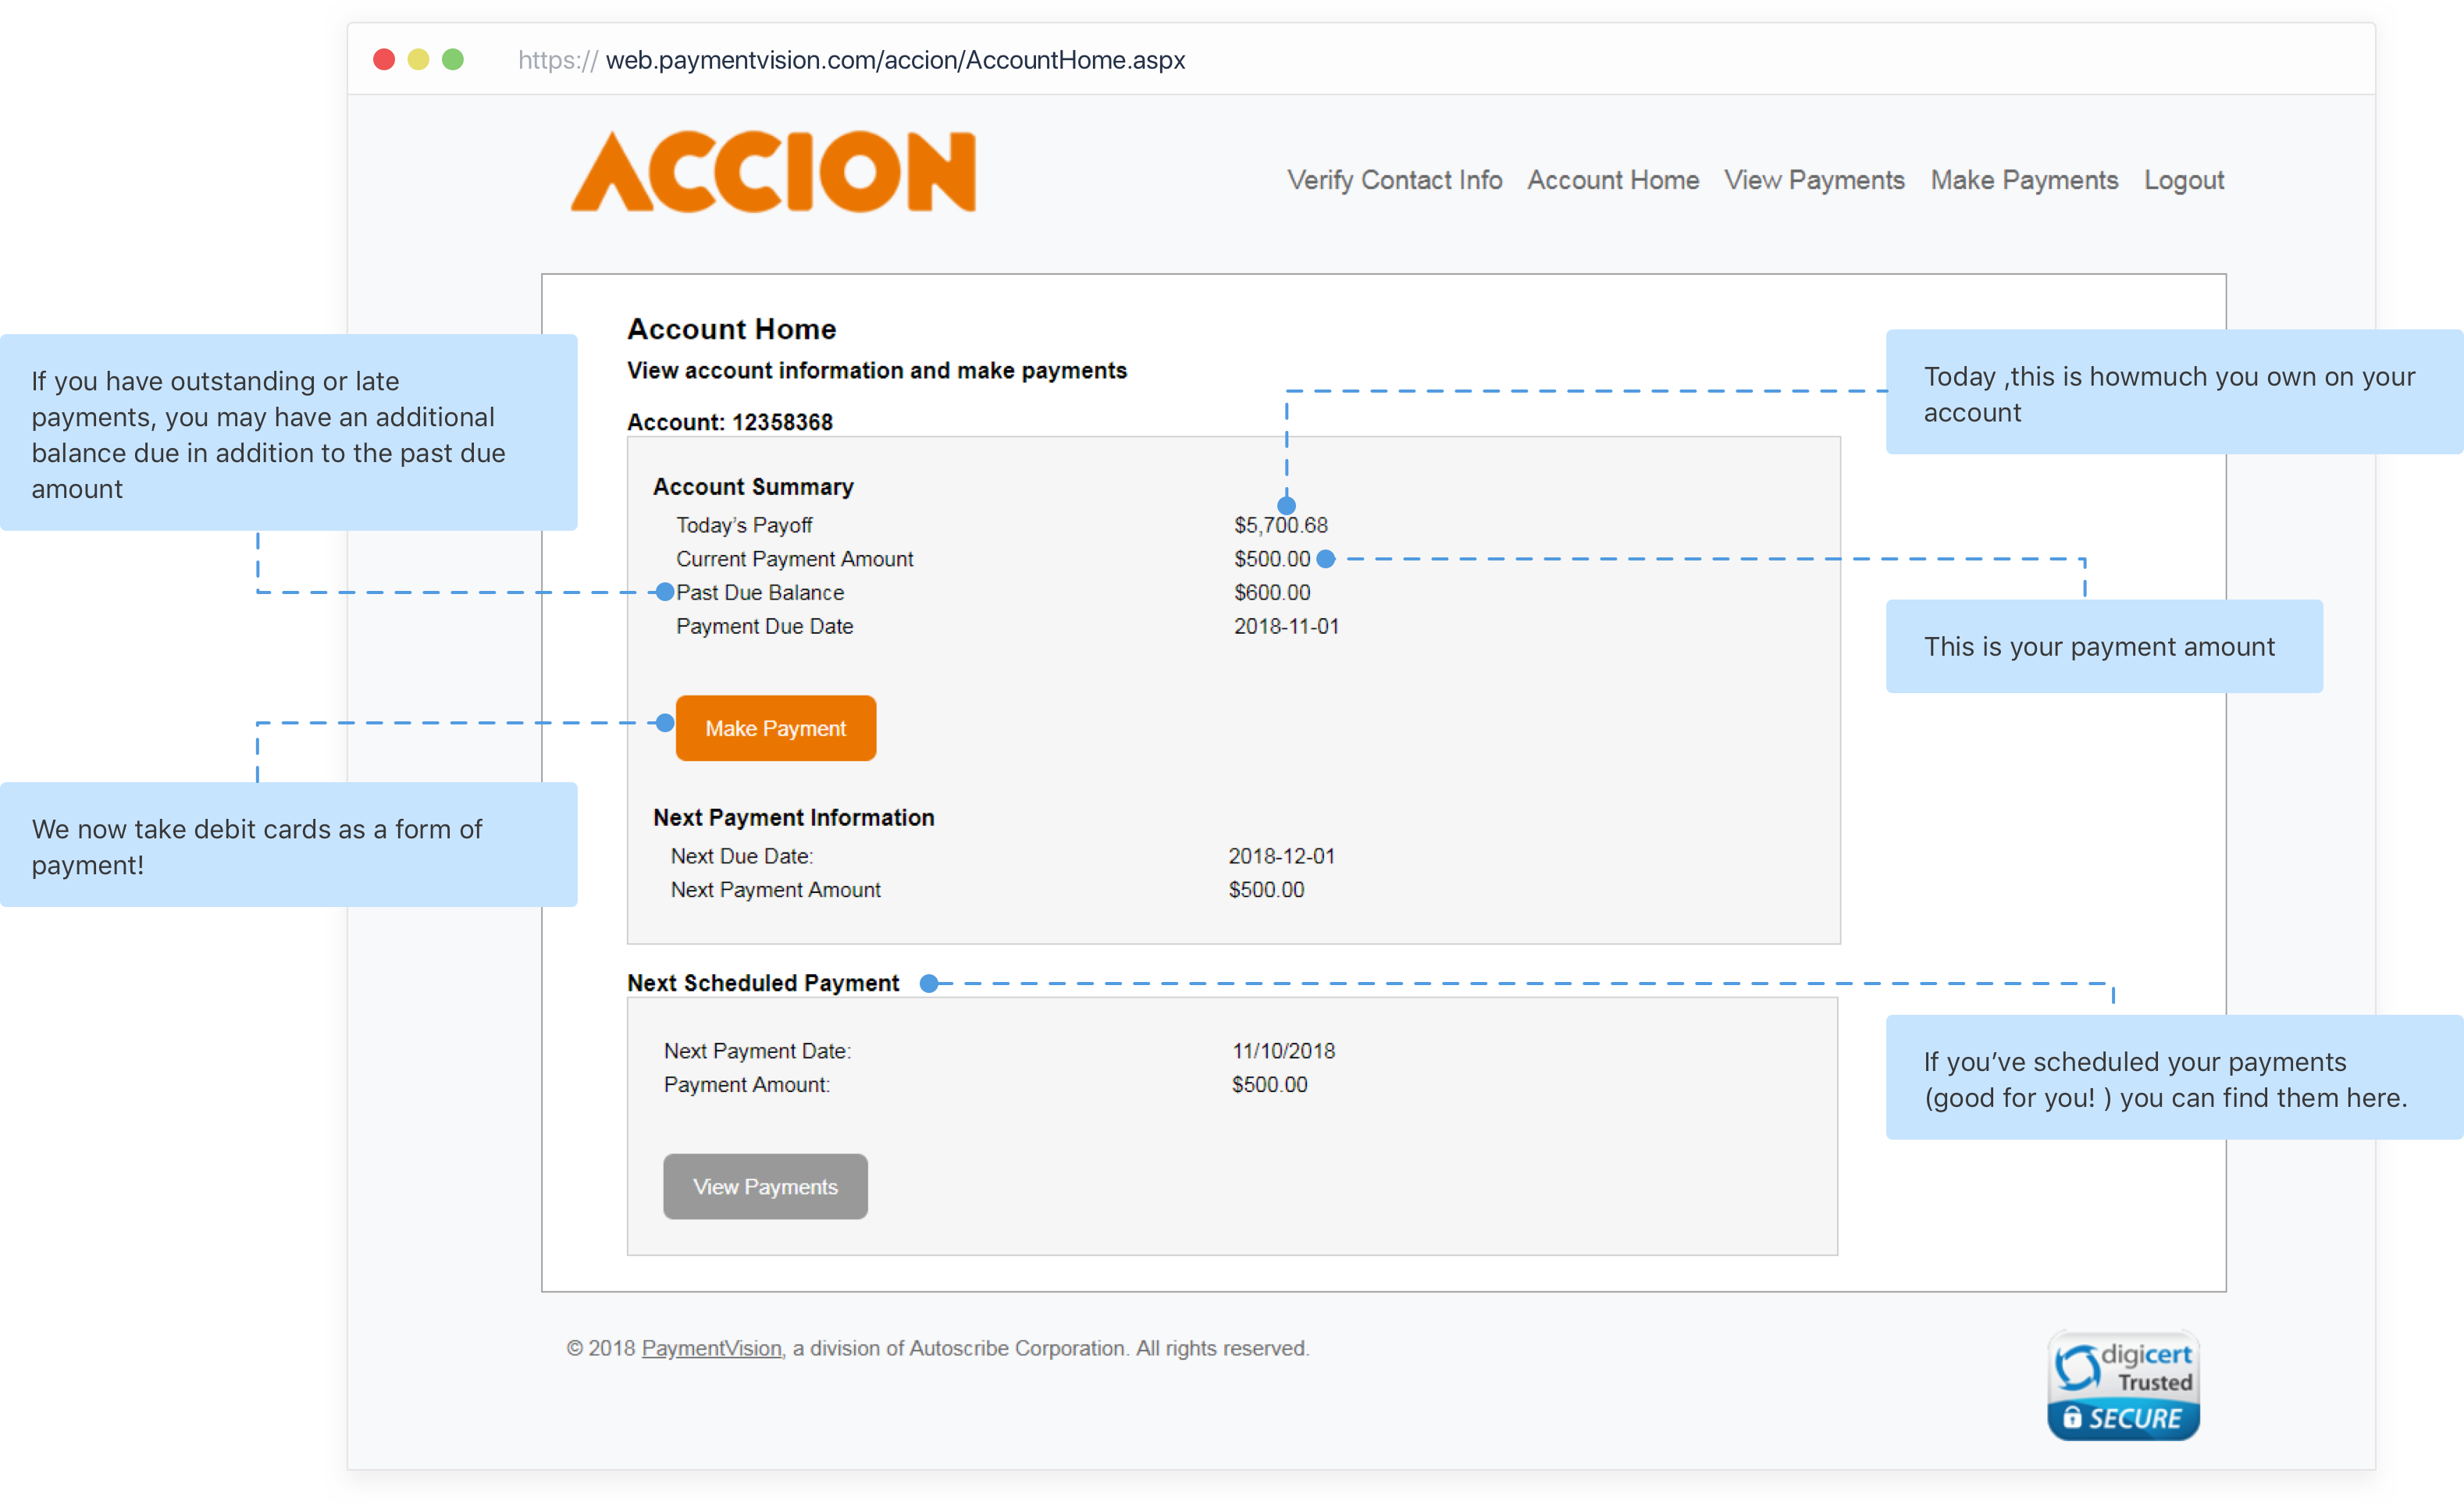 https:// web.paymentvision.com/accion/AccountHome.aspx
ACCION
Verify Contact Info Account Home View Payments Make Payments Logout
Account Home
View account information and make payments
Account: 12358368
If you have outstanding or late
payments, you may have an additional
balance due in addition to the past due
amount
Today ,this is howmuch you own on your
account
Account Summary
Today’s Payoff $5,700.68
Current Payment Amount $500.00
Past Due Balance $600.00
Payment Due Date 2018-11-01
This is your payment amount
Make Payment
We now take debit cards as a form of
payment!
Next Payment Information
Next Due Date: 2018-12-01
Next Payment Amount $500.00
Next Scheduled Payment
Next Payment Date: 11/10/2018
Payment Amount: $500.00
If you’ve scheduled your payments
(good for you! ) you can find them here.
View Payments
© 2018 PaymentVision, a division of Autoscribe Corporation. All rights reserved.
digicert
Trusted
SECURE